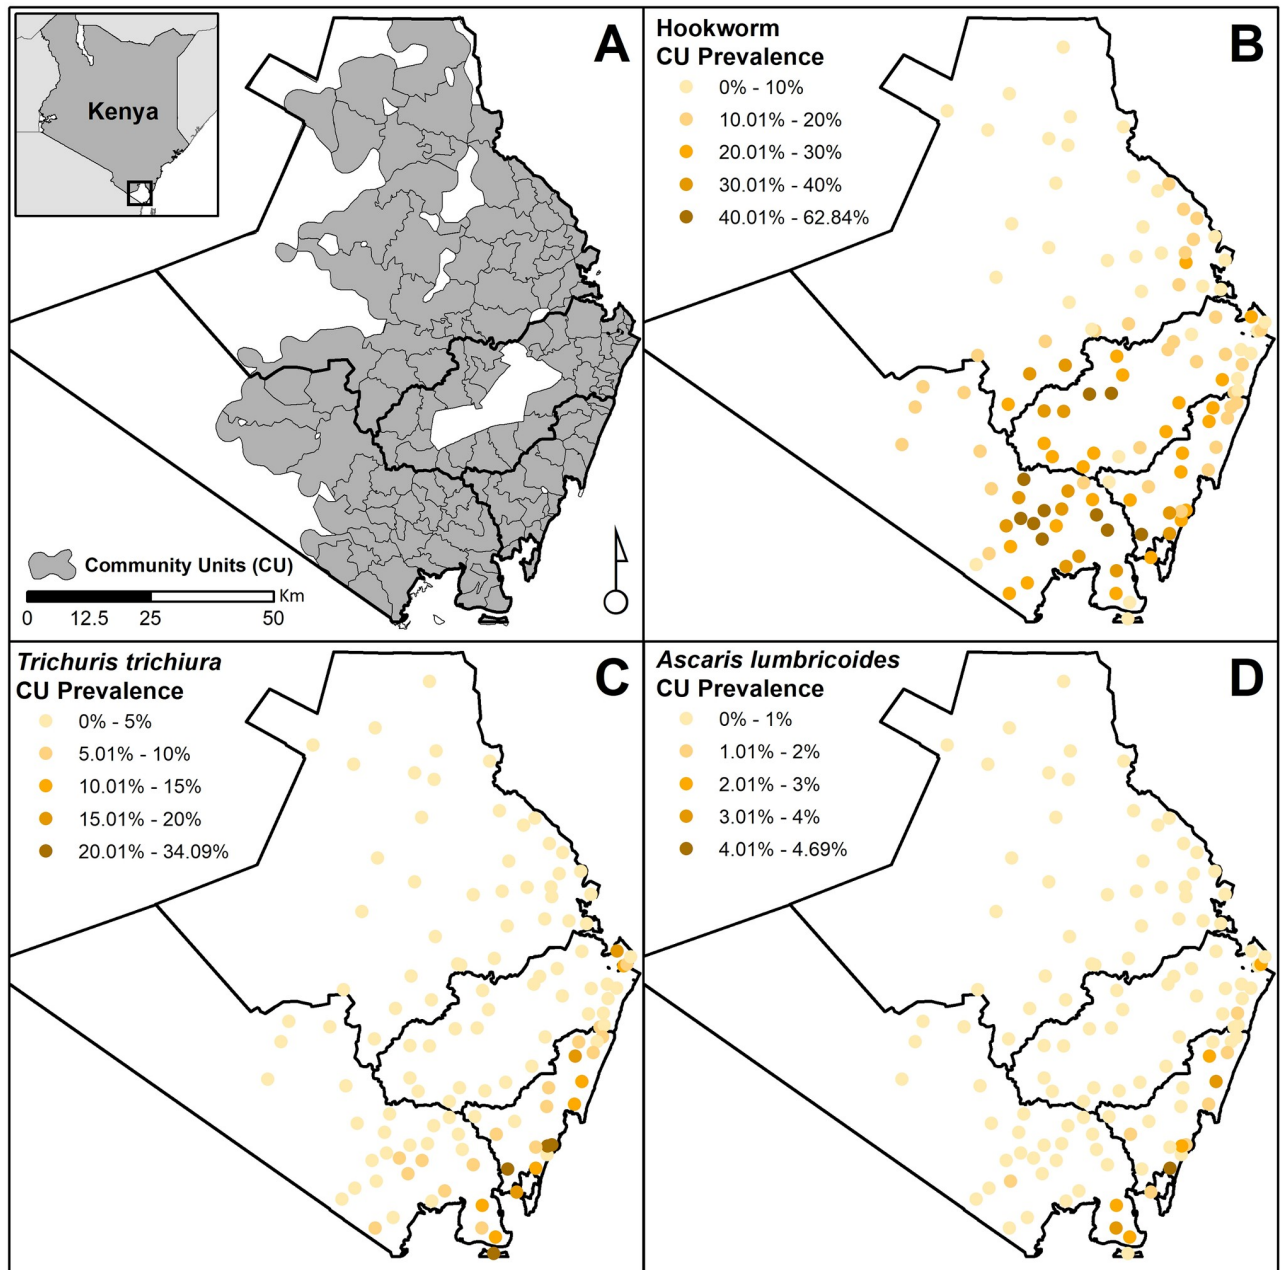 A
Kenya
Community Units (CU)
Km
0 12.5 25 50
B
Hookworm
CU Prevalence
0% - 10%
10.01% - 20%
20.01% - 30%
30.01% - 40%
40.01% - 62.84%
C
Trichuris trichiura
CU Prevalence
0% - 5%
5.01% - 10%
10.01% - 15%
15.01% - 20%
20.01% - 34.09%
D
Ascaris lumbricoides
CU Prevalence
0% - 1%
1.01% - 2%
2.01% - 3%
3.01% - 4%
4.01% - 4.69%